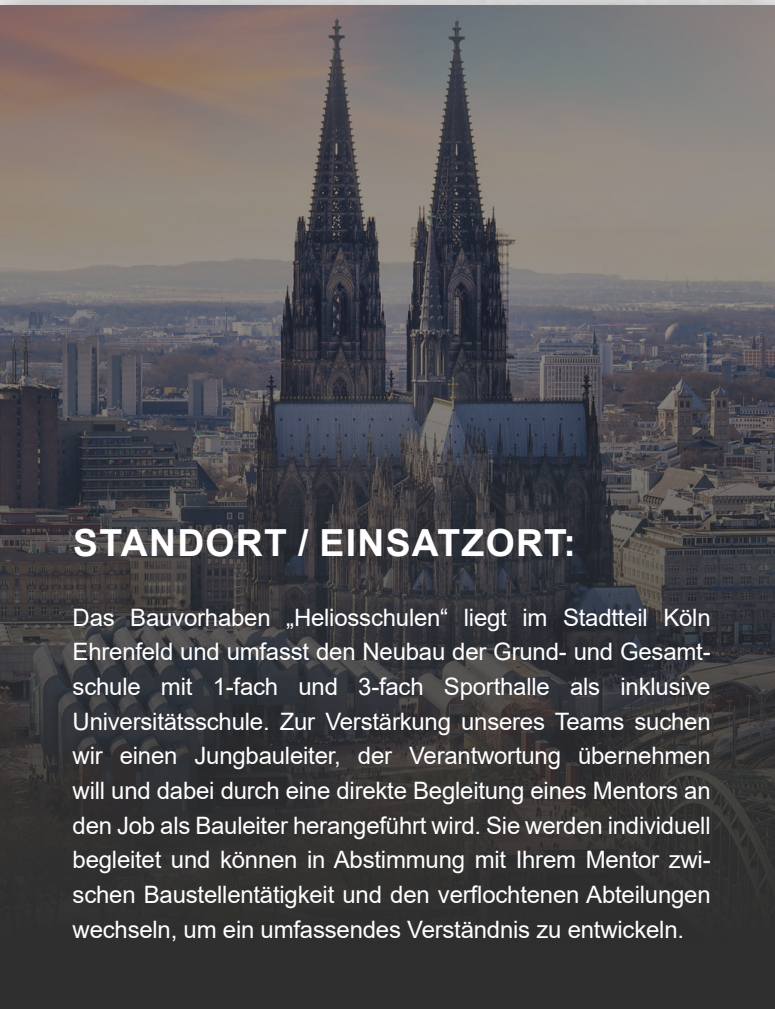 STANDORT / EINSATZORT:
Das Bauvorhaben „Heliosschulen“ liegt im Stadtteil Köln
Ehrenfeld und umfasst den Neubau der Grund- und Gesamt-
schule mit 1-fach und 3-fach Sporthalle als inklusive
Universitätsschule. Zur Verstärkung unseres Teams suchen
wir einen Jungbauleiter, der Verantwortung übernehmen
will und dabei durch eine direkte Begleitung eines Mentors an
den Job als Bauleiter herangeführt wird. Sie werden individuell
begleitet und können in Abstimmung mit Ihrem Mentor zwi-
schen Baustellentätigkeit und den verflochtenen Abteilungen
wechseln, um ein umfassendes Verständnis zu entwickeln.